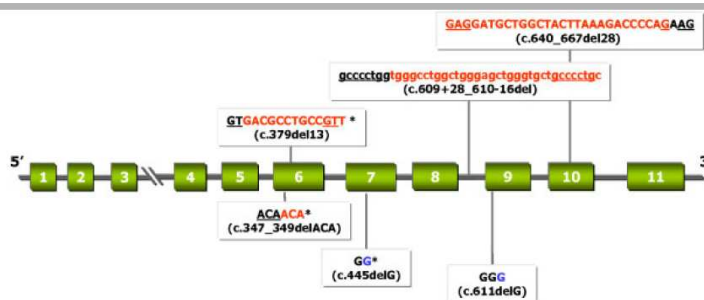 GAGGATGCTGGCTACTTAAAGACCCCAGAAG
(c.640_667del28)
gcccctggtgggcctggctgggagctgggtgctgcccctgc
(c.609+28_610-16del)
GTGACGCCTGCCGTT *
(c.379del13)
5' 3'
1 2 3 4 5 6 7 8 9 10 11
ACAACA*
(c.347_349delACA)
GG*
(c.445delG)
GGG
(c.611delG)